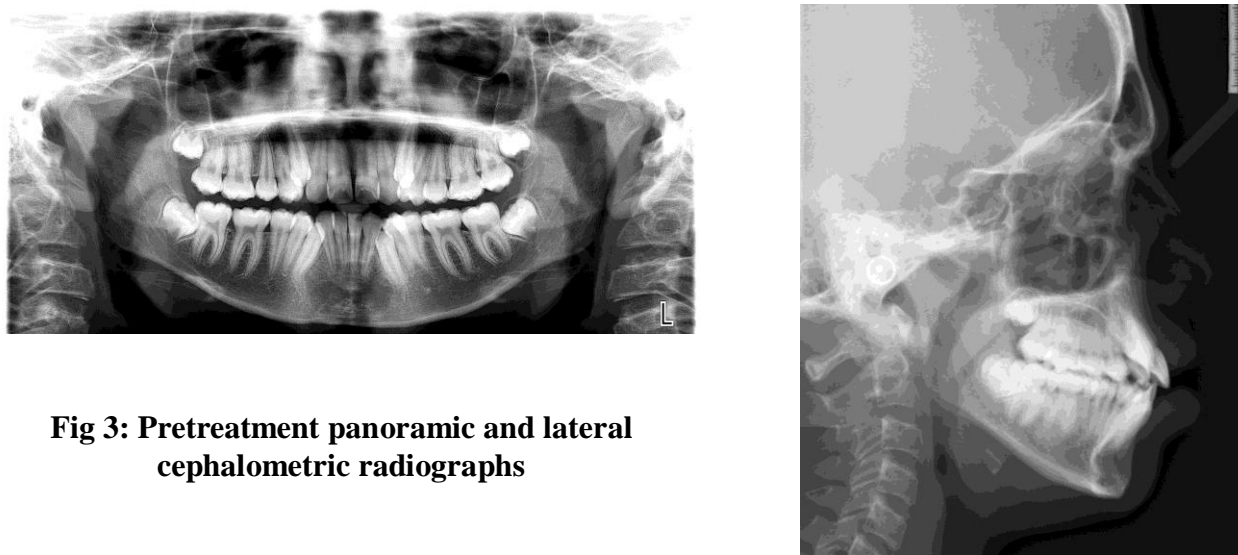 L
Fig 3: Pretreatment panoramic and lateral
cephalometric radiographs